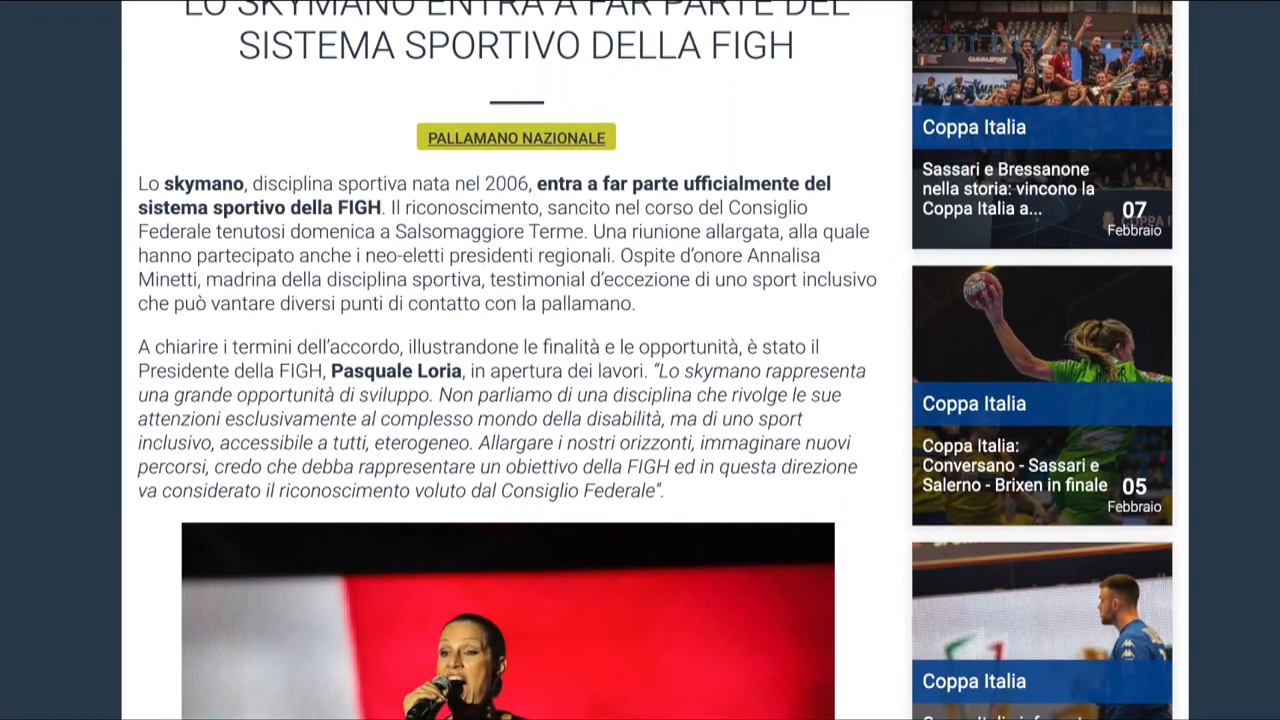 LO SKYMANO ENTRA A FAR PARTE DEL
SISTEMA SPORTIVO DELLA FIGH
PALLAMANO NAZIONALE
Lo skymano, disciplina sportiva nata nel 2006, entra a far parte ufficialmente del
sistema sportivo della FIGH. Il riconoscimento, sancito nel corso del Consiglio
Federale tenutosi domenica a Salsomaggiore Terme. Una riunione allargata, alla quale
hanno partecipato anche i neo-eletti presidenti regionali. Ospite d’onore Annalisa
Minetti, madrina della disciplina sportiva, testimonial d’eccezione di uno sport inclusivo
che può vantare diversi punti di contatto con la pallamano.
A chiarire i termini dell’accordo, illustrandone le finalità e le opportunità, è stato il
Presidente della FIGH, Pasquale Loria, in apertura dei lavori. “Lo skymano rappresenta
una grande opportunità di sviluppo. Non parliamo di una disciplina che rivolge le sue
attenzioni esclusivamente al complesso mondo della disabilità, ma di uno sport
inclusivo, accessibile a tutti, eterogeneo. Allargare i nostri orizzonti, immaginare nuovi
percorsi, credo che debba rappresentare un obiettivo della FIGH ed in questa direzione
va considerato il riconoscimento voluto dal Consiglio Federale”.
GAMMASPORT
Coppa Italia
Sassari e Bressanone
nella storia: vincono la
Coppa Italia a...
07
Febbraio
Coppa Italia
Coppa Italia:
Conversano - Sassari e
Salerno - Brixen in finale
05
Febbraio
Coppa Italia